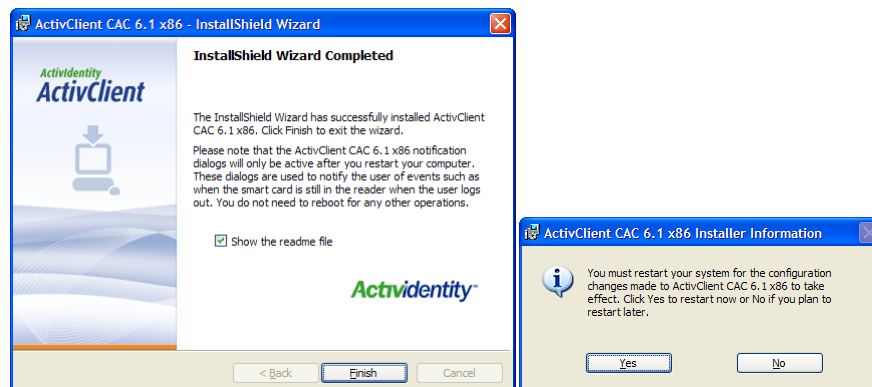 ActivClient CAC 6.1 x86 - InstallShield Wizard
ActivIdentity
ActivClient
InstallShield Wizard Completed
The InstallShield Wizard has successfully installed ActivClient
CAC 6.1 x86. Click Finish to exit the wizard.
Please note that the ActivClient CAC 6.1 x86 notification
dialogs will only be active after you restart your computer.
These dialogs are used to notify the user of events such as
when the smart card is still in the reader when the user logs
out. You do not need to reboot for any other operations.
Show the readme file
ActivIdentity™
< Back
Finish
Cancel
ActivClient CAC 6.1 x86 Installer Information
You must restart your system for the configuration
changes made to ActivClient CAC 6.1 x86 to take
effect. Click Yes to restart now or No if you plan to
restart later.
Yes
No